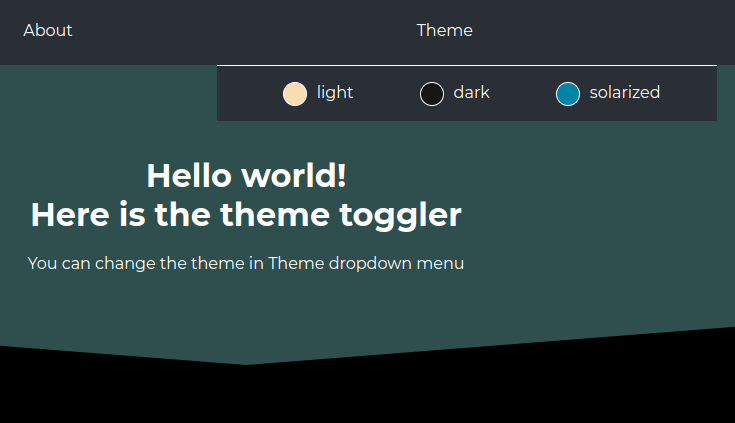 About
Theme
light
dark
solarized
Hello world!
Here is the theme toggler
You can change the theme in Theme dropdown menu